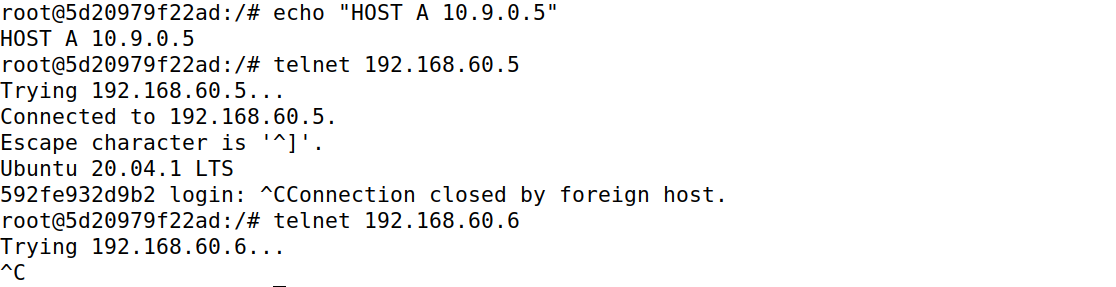 root@5d20979f22ad:/# echo "HOST A 10.9.0.5"
HOST A 10.9.0.5
root@5d20979f22ad:/# telnet 192.168.60.5
Trying 192.168.60.5...
Connected to 192.168.60.5.
Escape character is '^]'.
Ubuntu 20.04.1 LTS
592fe932d9b2 login: ^CConnection closed by foreign host.
root@5d20979f22ad:/# telnet 192.168.60.6
Trying 192.168.60.6...
^C